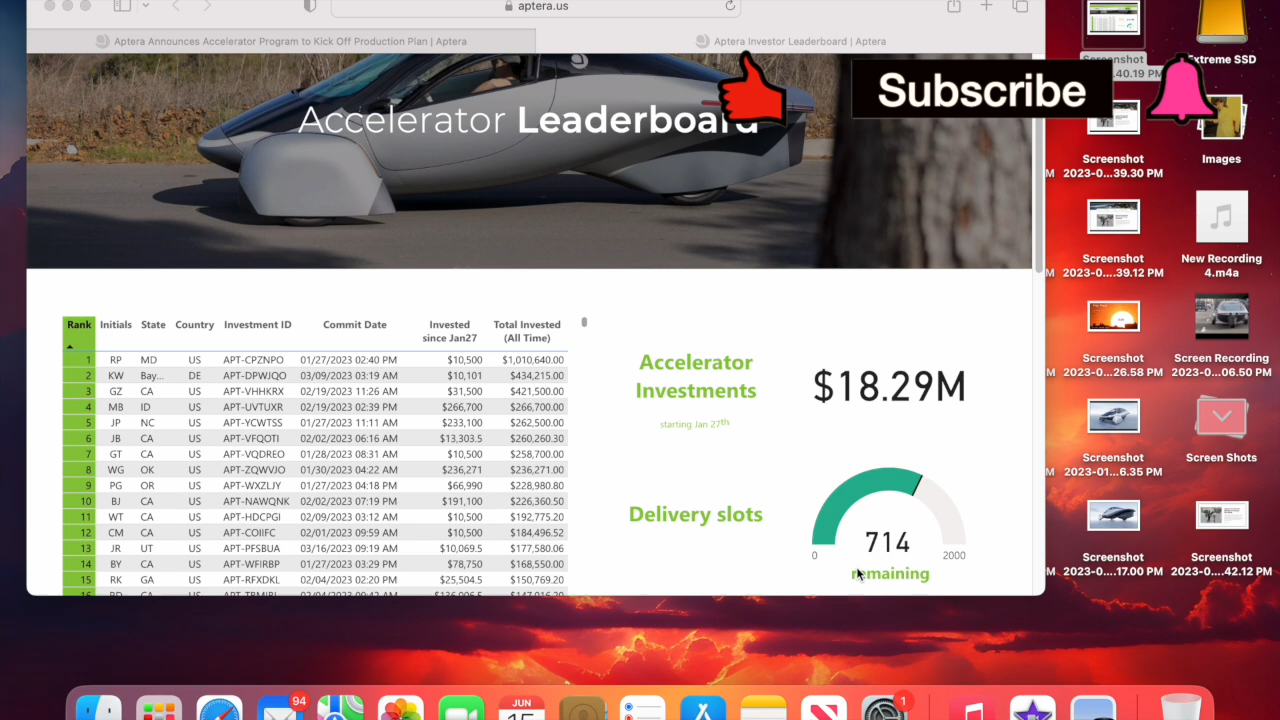 aptera.us
Aptera Announces Accelerator Program to Kick Off Production Plan | Aptera
Aptera Investor Leaderboard | Aptera
Accelerator Leaderboard
Subscribe
Rank Initials State Country Investment ID Commit Date Invested since Jan27 Total Invested (All Time)
1 RP MD US APT-CPZNPO 01/27/2023 02:40 PM $10,500 $1,010,640.00
2 KW Bay... DE APT-DPWJQO 03/09/2023 03:19 AM $10,101 $434,215.00
3 GZ CA US APT-VHHKRX 02/19/2023 11:26 AM $31,500 $421,500.00
4 MB ID US APT-UVTUXR 02/19/2023 02:39 PM $266,700 $266,700.00
5 JP NC US APT-YCWTSS 01/27/2023 11:11 AM $233,100 $262,500.00
6 JB CA US APT-VFQOTI 02/02/2023 06:16 AM $13,303.5 $260,260.30
7 GT CA US APT-VQDREO 01/28/2023 08:31 AM $10,500 $258,700.00
8 WG OK US APT-ZQWVJO 01/30/2023 04:22 AM $236,271 $236,271.00
9 PG OR US APT-WXZLJY 01/27/2023 04:18 PM $66,990 $228,980.80
10 BJ CA US APT-NAWQNK 02/02/2023 07:19 PM $191,100 $226,360.50
11 WT CA US APT-HDCPGI 02/09/2023 03:12 AM $10,500 $192,775.20
12 CM CA US APT-COIIFC 02/01/2023 09:59 AM $10,500 $184,496.52
13 JR UT US APT-PFSBUA 03/16/2023 09:19 AM $10,069.5 $177,580.06
14 BY CA US APT-WFIRBP 01/27/2023 03:29 PM $78,750 $168,550.00
15 RK GA US APT-RFXDKL 02/04/2023 02:20 PM $25,504.5 $150,769.20
Accelerator
Investments
starting Jan 27th
$18.29M
Delivery slots
714
0 2000
remaining
Screenshot
.40.19 PM
Extreme SSD
Screenshot
2023-0...39.30 PM
Images
Screenshot
2023-0....39.12 PM
New Recording
4.m4a
Screenshot
2023-0....26.58 PM
Screen Recording
2023-0....06.50 PM
Screenshot
2023-01...6.35 PM
Screen Shots
Screenshot
2023-0....17.00 PM
Screenshot
2023-0...42.12 PM
94
JUN
1